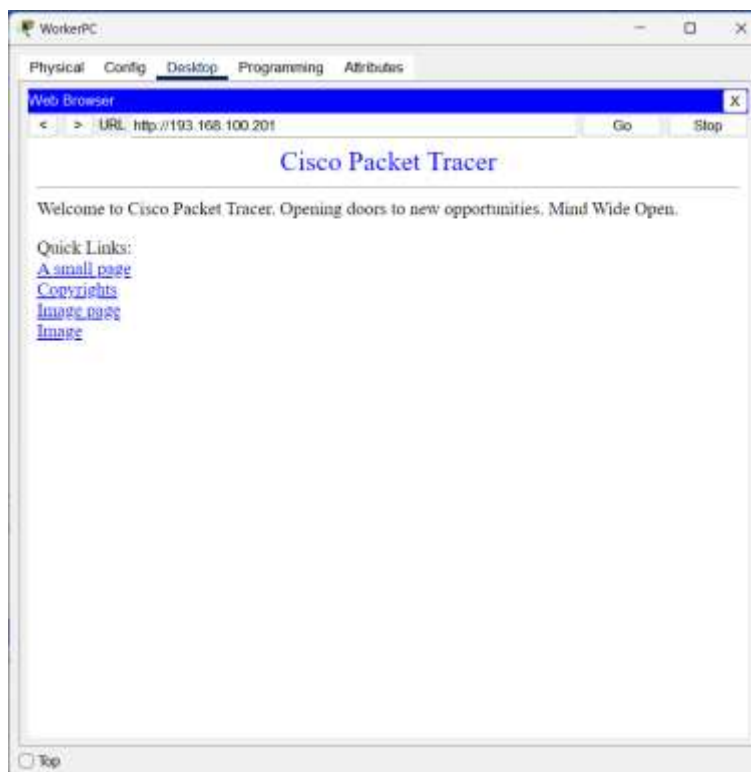 WorkerPC
Physical Config Desktop Programming Attributes
Web Browser X
< > URL http://193.168.100.201 Go Stop
Cisco Packet Tracer
Welcome to Cisco Packet Tracer. Opening doors to new opportunities. Mind Wide Open.
Quick Links:
A small page
Copyrights
Image page
Image
Top